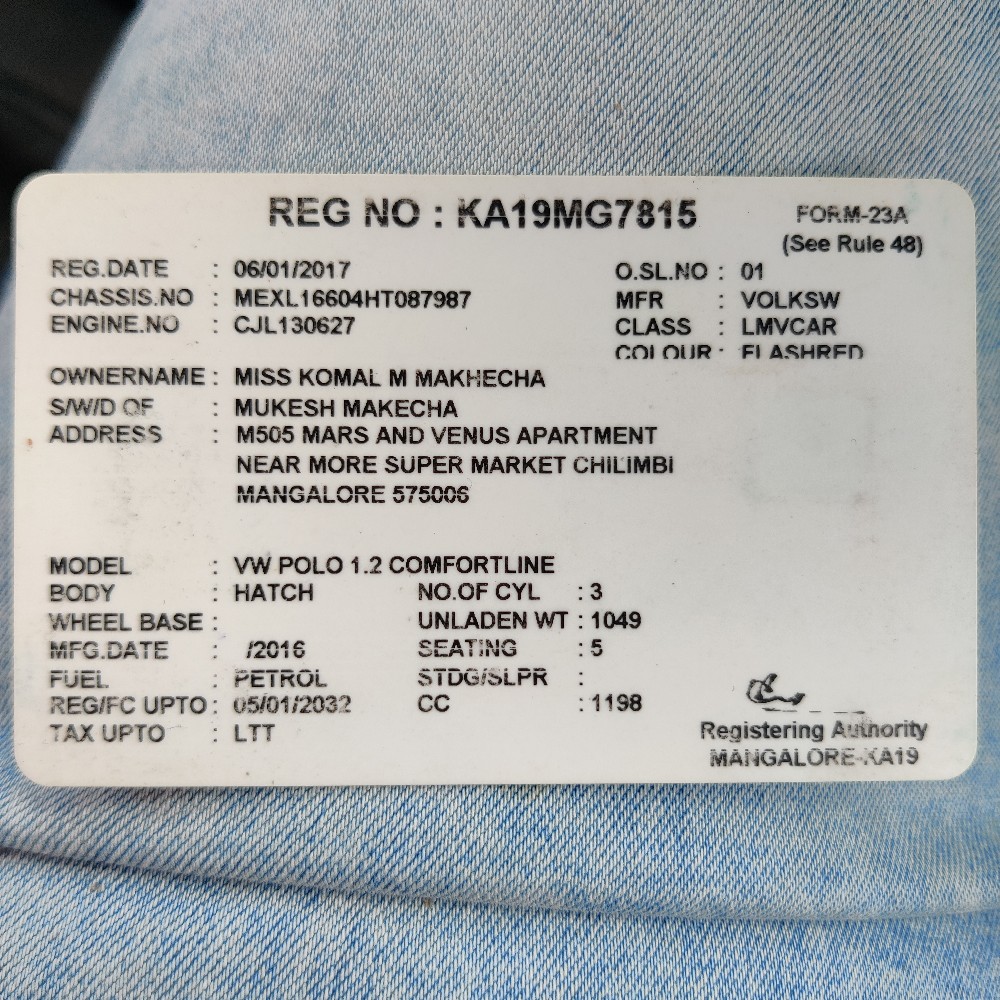 REG NO : KA19MG7815
FORM-23A
(See Rule 48)
REG.DATE : 06/01/2017 O.SL.NO : 01
CHASSIS.NO : MEXL16604HT087987 MFR : VOLKSW
ENGINE.NO : CJL130627 CLASS : LMVCAR
COLOUR : FLASHRED
OWNERNAME : MISS KOMAL M MAKHECHA
S/W/D OF : MUKESH MAKECHA
ADDRESS : M505 MARS AND VENUS APARTMENT
NEAR MORE SUPER MARKET CHILIMBI
MANGALORE 575006
MODEL : VW POLO 1.2 COMFORTLINE
BODY : HATCH NO.OF CYL : 3
WHEEL BASE : UNLADEN WT : 1049
MFG.DATE : /2016 SEATING : 5
FUEL : PETROL STDG/SLPR :
REG/FC UPTO : 05/01/2032 CC : 1198
TAX UPTO : LTT
Registering Authority
MANGALORE-KA19